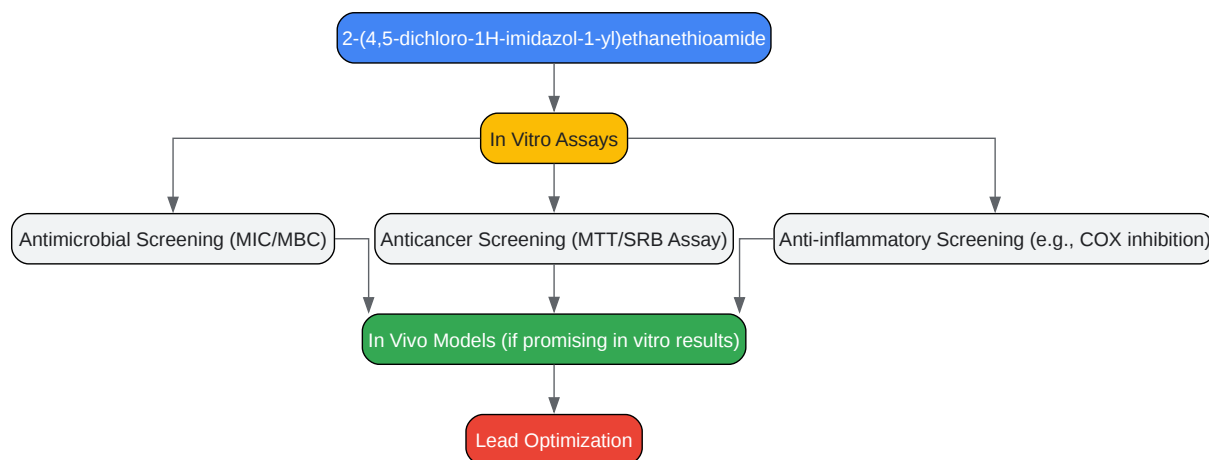 2-(4,5-dichloro-1H-imidazol-1-yl)ethanethioamide
In Vitro Assays
Antimicrobial Screening (MIC/MBC)
Anticancer Screening (MTT/SRB Assay)
Anti-inflammatory Screening (e.g., COX inhibition)
In Vivo Models (if promising in vitro results)
Lead Optimization